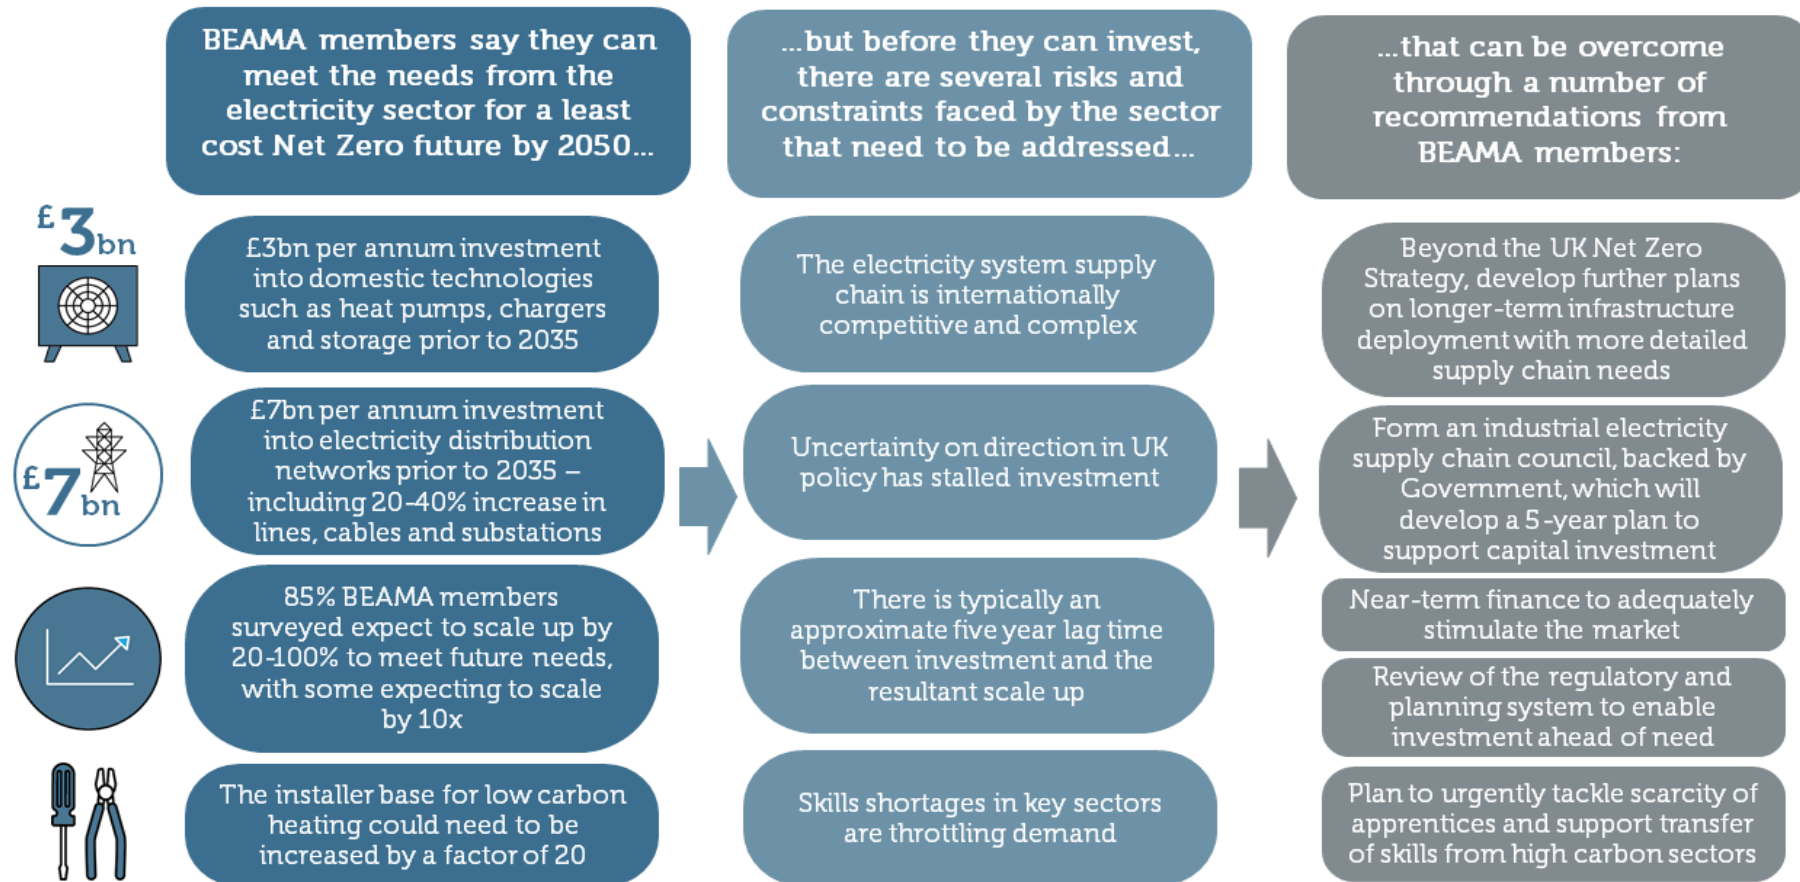 BEAMA members say they can
meet the needs from the
electricity sector for a least
cost Net Zero future by 2050...
...but before they can invest,
there are several risks and
constraints faced by the sector
that need to be addressed...
...that can be overcome
through a number of
recommendations from
BEAMA members:
£3bn
£3bn per annum investment
into domestic technologies
such as heat pumps, chargers
and storage prior to 2035
£7bn
£7bn per annum investment
into electricity distribution
networks prior to 2035 –
including 20-40% increase in
lines, cables and substations
85% BEAMA members
surveyed expect to scale up by
20-100% to meet future needs,
with some expecting to scale
by 10x
The installer base for low carbon
heating could need to be
increased by a factor of 20
The electricity system supply
chain is internationally
competitive and complex
Uncertainty on direction in UK
policy has stalled investment
There is typically an
approximate five year lag time
between investment and the
resultant scale up
Skills shortages in key sectors
are throttling demand
Beyond the UK Net Zero
Strategy, develop further plans
on longer-term infrastructure
deployment with more detailed
supply chain needs
Form an industrial electricity
supply chain council, backed by
Government, which will
develop a 5-year plan to
support capital investment
Near-term finance to adequately
stimulate the market
Review of the regulatory and
planning system to enable
investment ahead of need
Plan to urgently tackle scarcity of
apprentices and support transfer
of skills from high carbon sectors